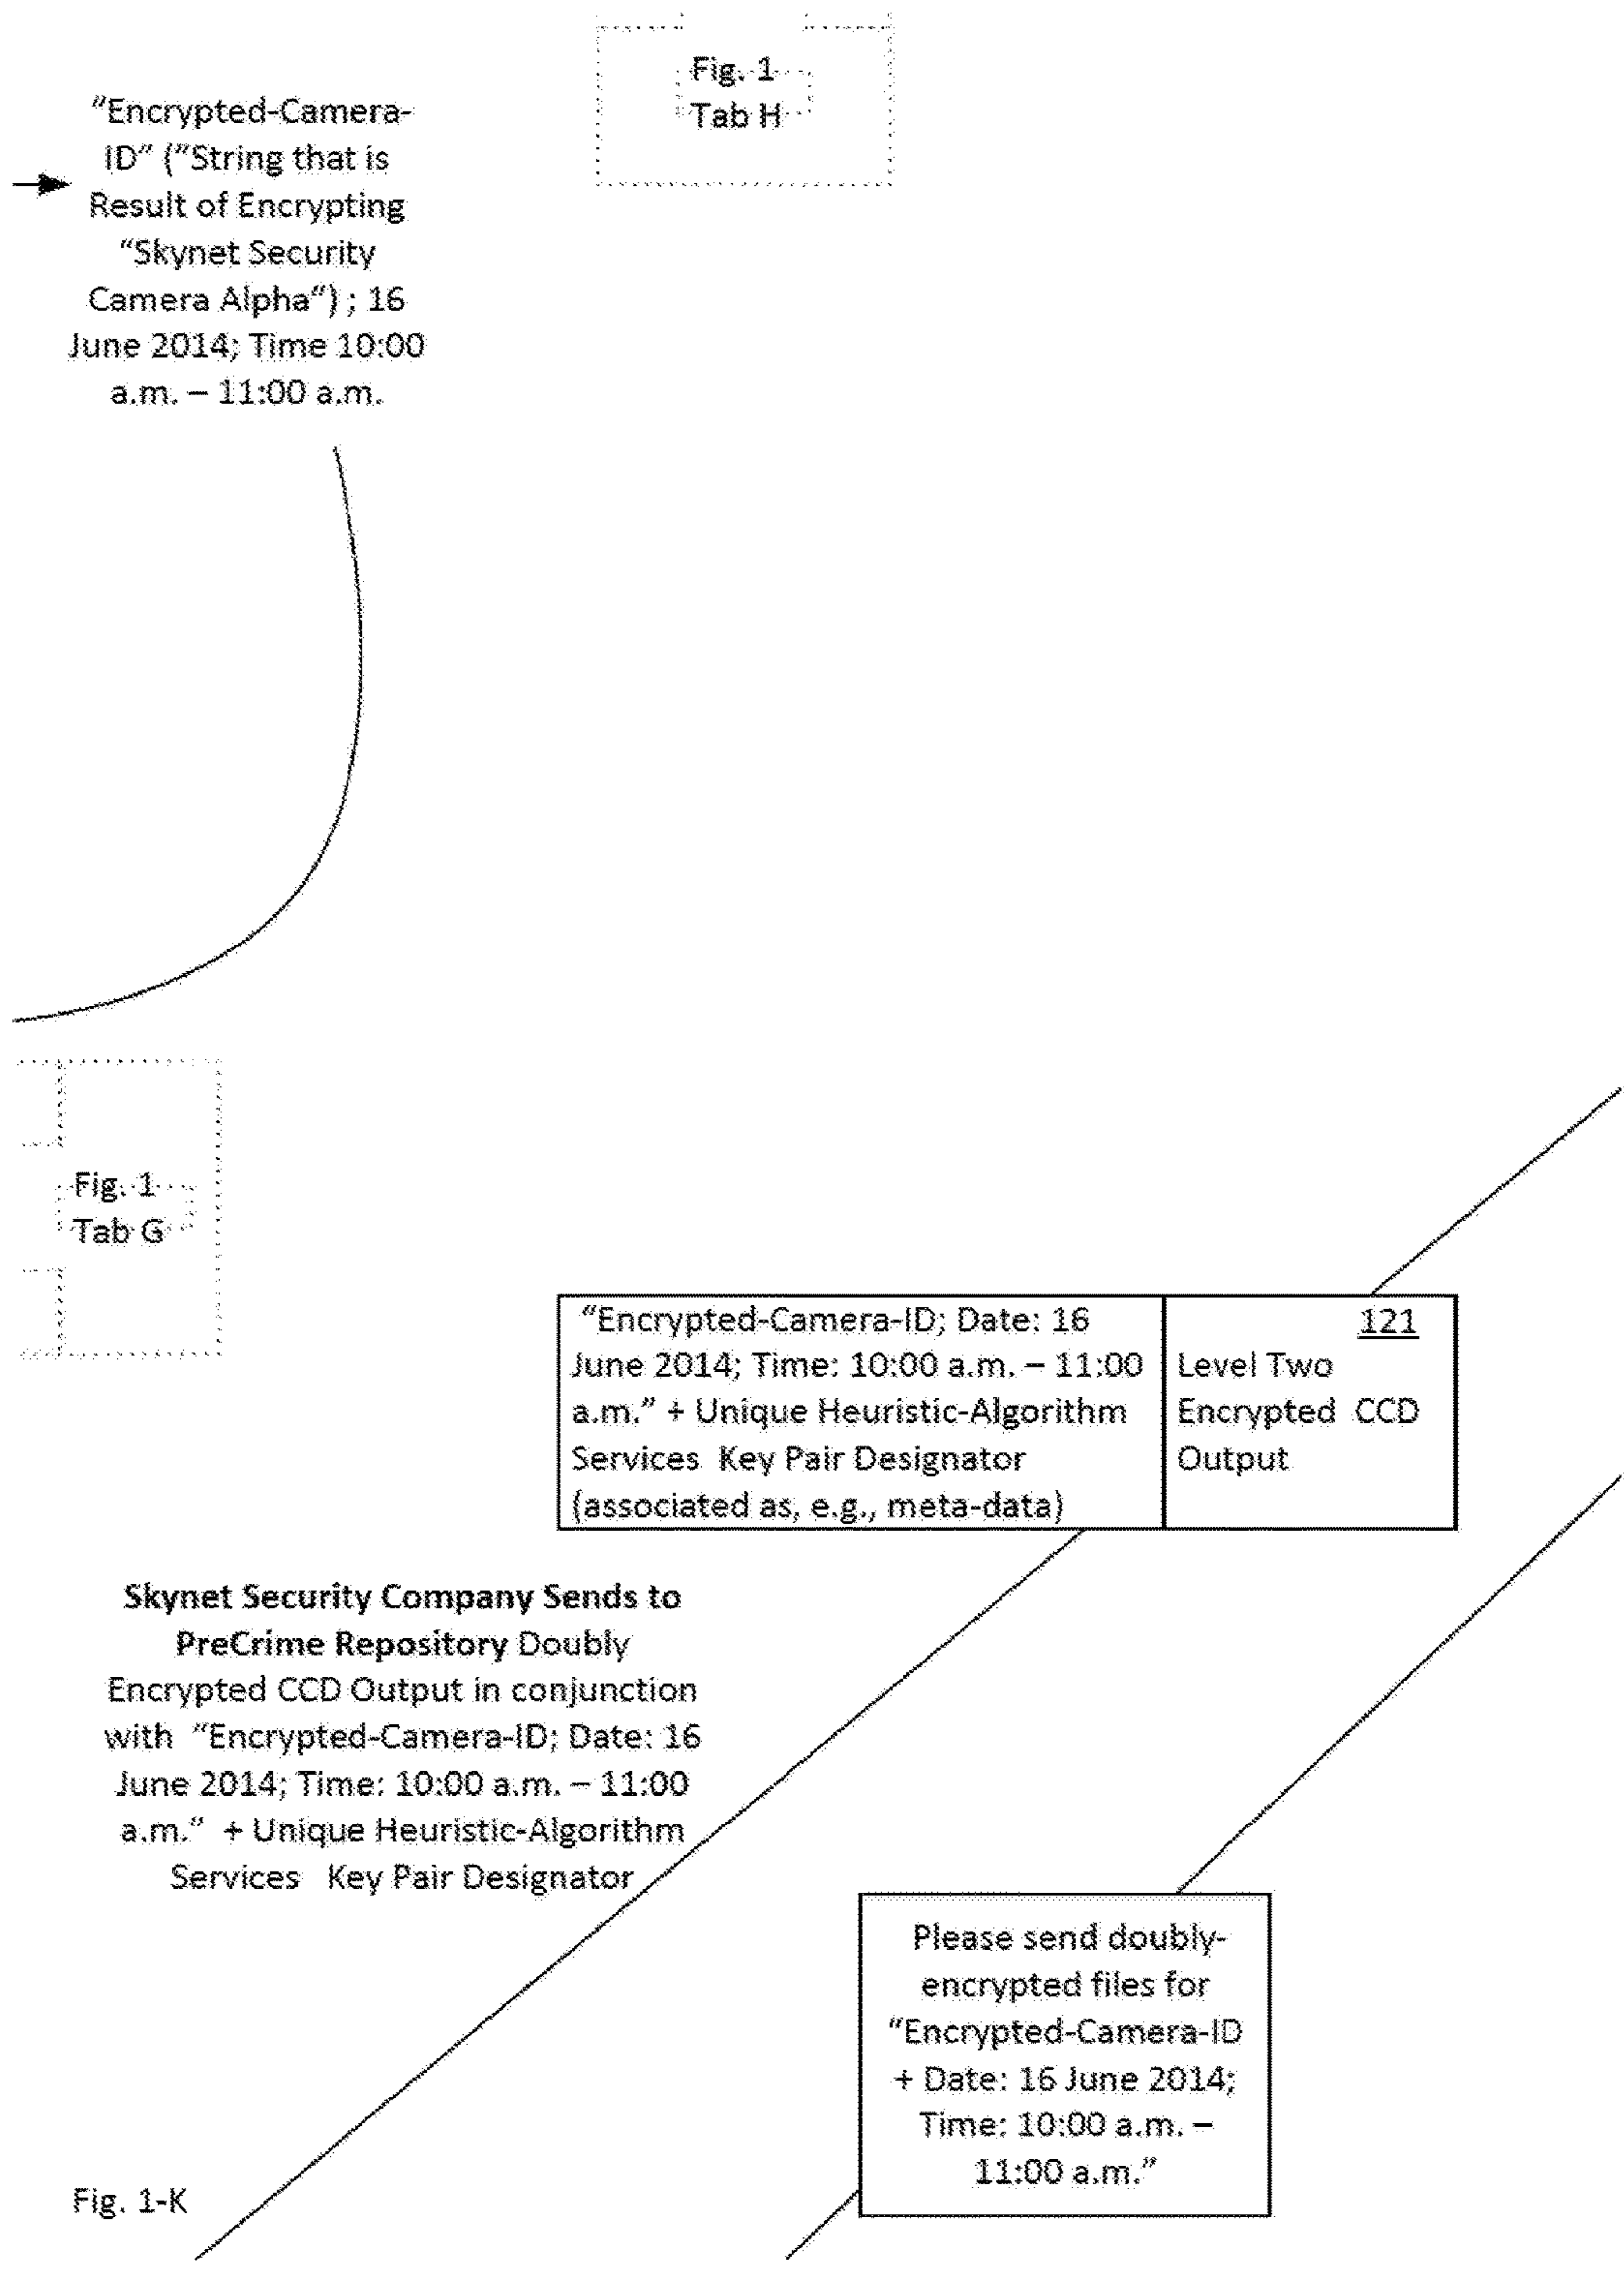 Fig. 1
Tab H
“Encrypted-Camera-
ID” (“String that is
Result of Encrypting
“Skynet Security
Camera Alpha“) ; 16
June 2014; Time 10:00
a.m. – 11:00 a.m.
Fig. 1
Tab G
“Encrypted-Camera-ID; Date: 16
June 2014; Time: 10:00 a.m. – 11:00
a.m.” + Unique Heuristic-Algorithm
Services Key Pair Designator
(associated as, e.g., meta-data)
121
Level Two
Encrypted CCD
Output
Skynet Security Company Sends to
PreCrime Repository Doubly
Encrypted CCD Output in conjunction
with “Encrypted-Camera-ID; Date: 16
June 2014; Time: 10:00 a.m. – 11:00
a.m.” + Unique Heuristic-Algorithm
Services Key Pair Designator
Please send doubly-
encrypted files for
“Encrypted-Camera-ID
+ Date: 16 June 2014;
Time: 10:00 a.m. –
11:00 a.m.”
Fig. 1-K